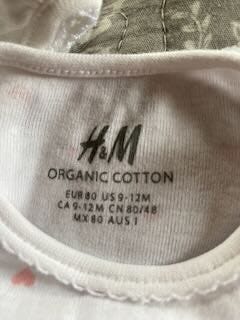 H&M
ORGANIC COTTON
EUR 80 US 9-12M
CA 9-12M CN 80/48
MX 80 AUS 1